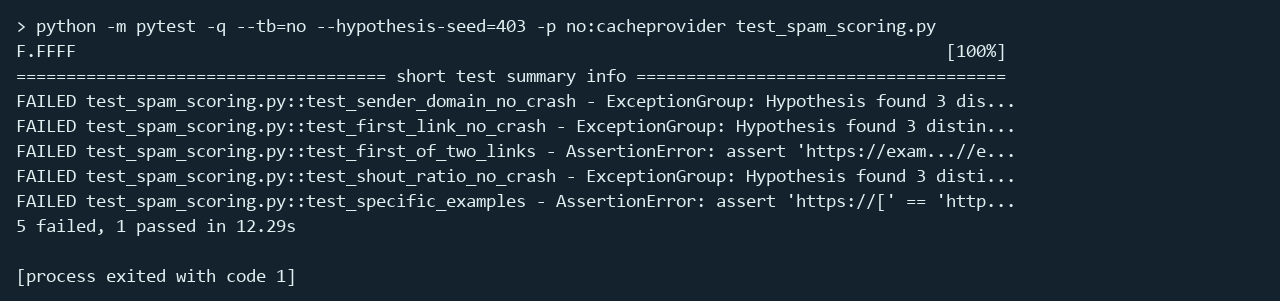 > python -m pytest -q --tb=no --hypothesis-seed=403 -p no:cacheprovider test_spam_scoring.py
F.FFFF                                                                                       [100%]
===================================== short test summary info =====================================
FAILED test_spam_scoring.py::test_sender_domain_no_crash - ExceptionGroup: Hypothesis found 3 dis...
FAILED test_spam_scoring.py::test_first_link_no_crash - ExceptionGroup: Hypothesis found 3 distin...
FAILED test_spam_scoring.py::test_first_of_two_links - AssertionError: assert 'https://exam...//e...
FAILED test_spam_scoring.py::test_shout_ratio_no_crash - ExceptionGroup: Hypothesis found 3 disti...
FAILED test_spam_scoring.py::test_specific_examples - AssertionError: assert 'https://[' == 'http...
5 failed, 1 passed in 12.29s

[process exited with code 1]